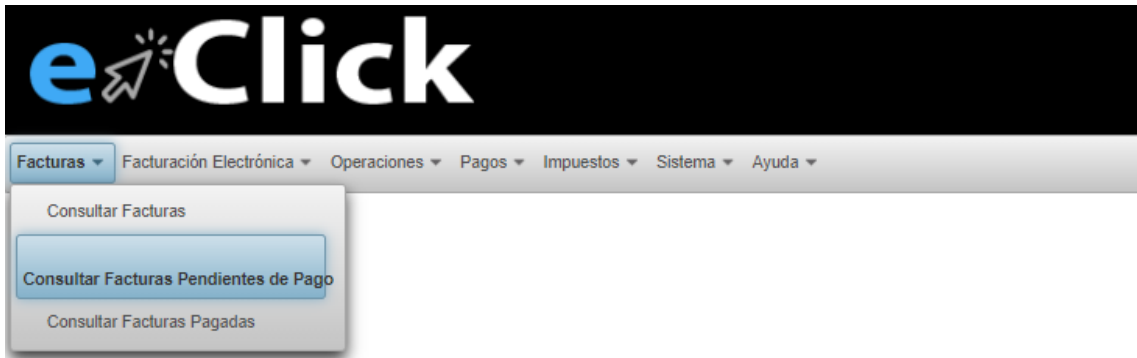 eClick
Facturas Facturación Electrónica Operaciones Pagos Impuestos Sistema Ayuda
Consultar Facturas
Consultar Facturas Pendientes de Pago
Consultar Facturas Pagadas